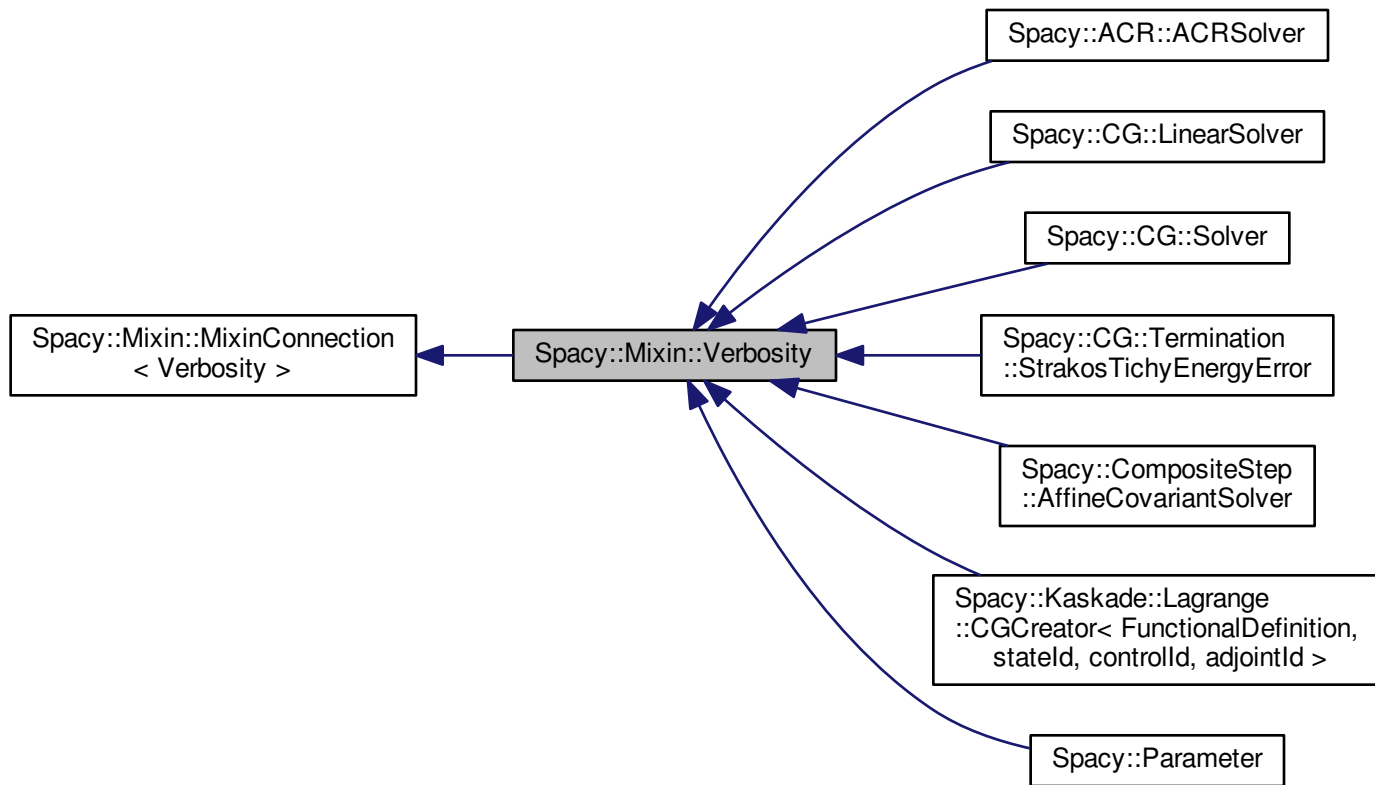 Spacy::ACR::ACRSolver
Spacy::CG::LinearSolver
Spacy::CG::Solver
Spacy::Mixin::MixinConnection
< Verbosity >
Spacy::Mixin::Verbosity
Spacy::CG::Termination
::StrakosTichyEnergyError
Spacy::CompositeStep
::AffineCovariantSolver
Spacy::Kaskade::Lagrange
::CGCreator< FunctionalDefinition,
stateId, controlId, adjointId >
Spacy::Parameter